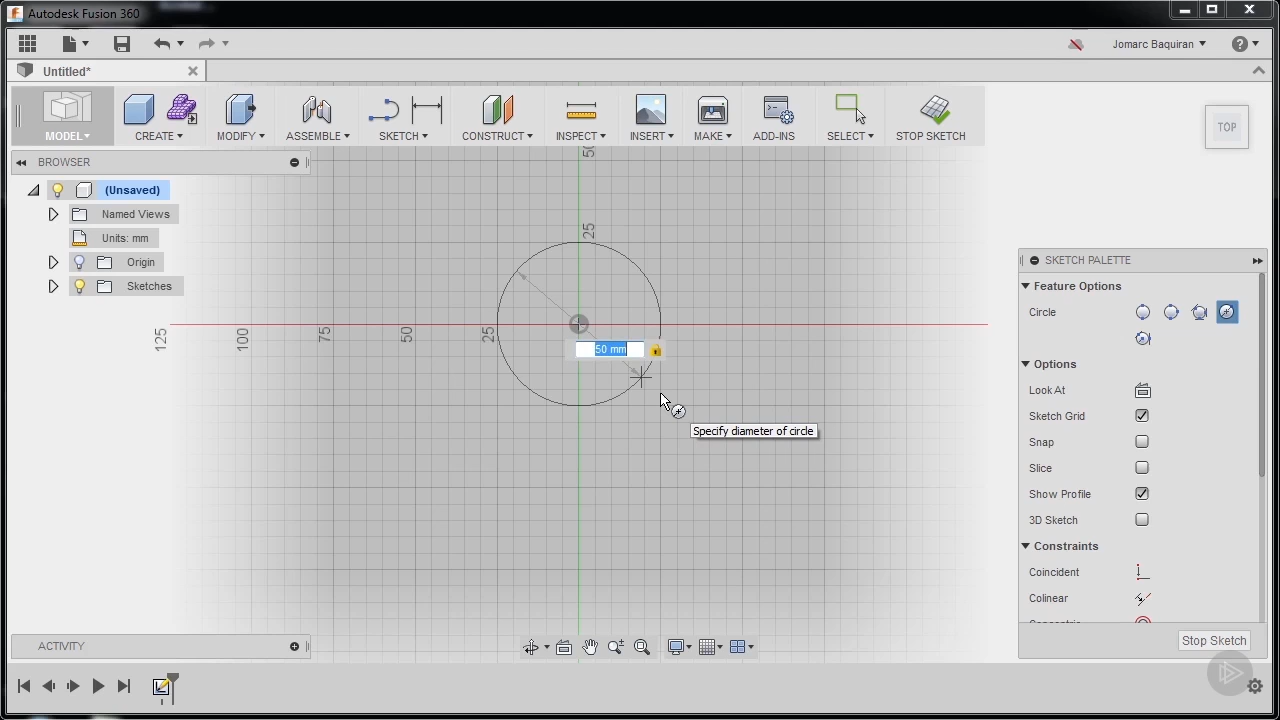 Autodesk Fusion 360
Jomarc Baquiran
Untitled*
MODEL
CREATE
MODIFY
ASSEMBLE
SKETCH
CONSTRUCT
INSPECT
INSERT
MAKE
ADD-INS
SELECT
STOP SKETCH
TOP
BROWSER
(Unsaved)
Named Views
Units: mm
Origin
Sketches
50
25
125
100
75
50
25
50 mm
Specify diameter of circle
SKETCH PALETTE
Feature Options
Circle
Options
Look At
Sketch Grid
Snap
Slice
Show Profile
3D Sketch
Constraints
Coincident
Colinear
Concentric
Stop Sketch
ACTIVITY